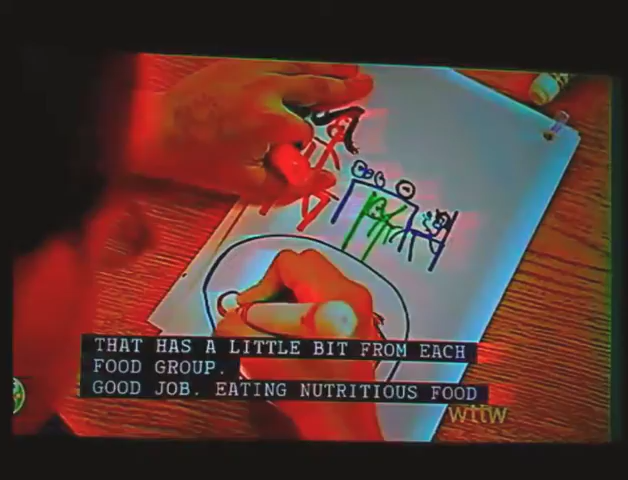 THAT HAS A LITTLE BIT FROM EACH
FOOD GROUP.
GOOD JOB. EATING NUTRITIOUS FOOD
wttw